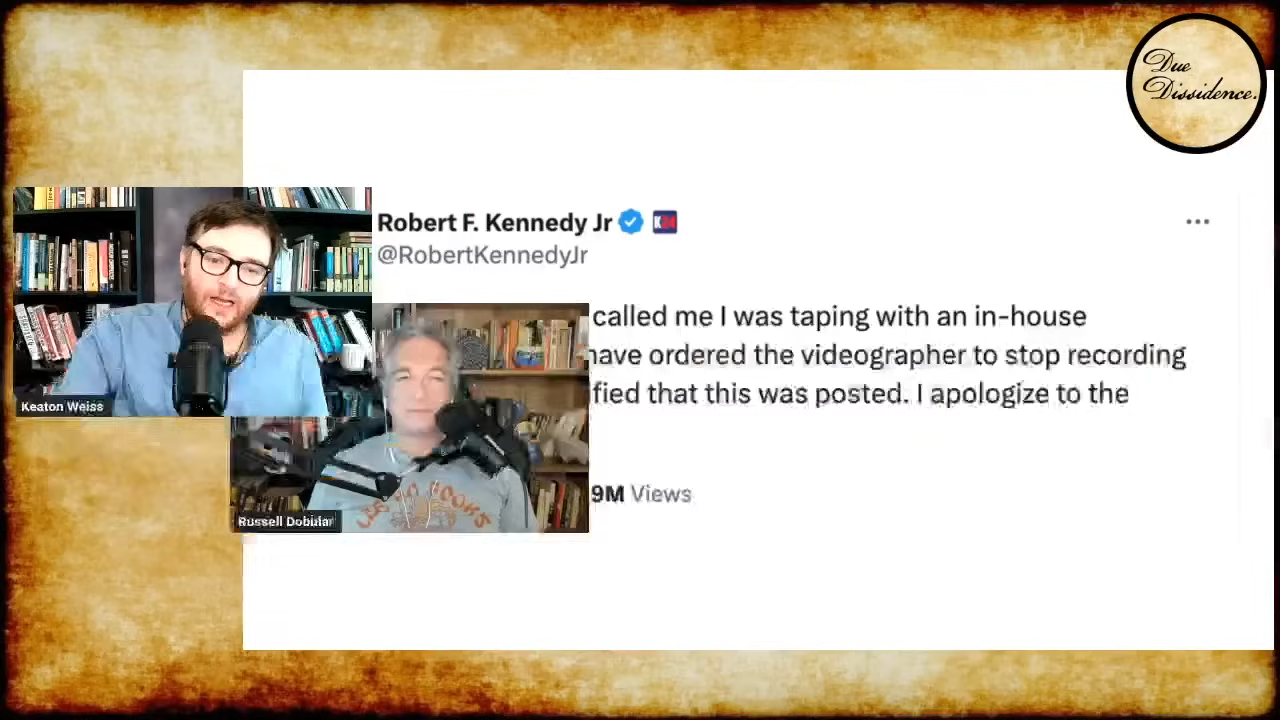 Due
Dissidence.
Robert F. Kennedy Jr
K24
@RobertKennedyJr
called me I was taping with an in-house
have ordered the videographer to stop recording
fied that this was posted. I apologize to the
9M Views
Keaton Weiss
Russell Dobular